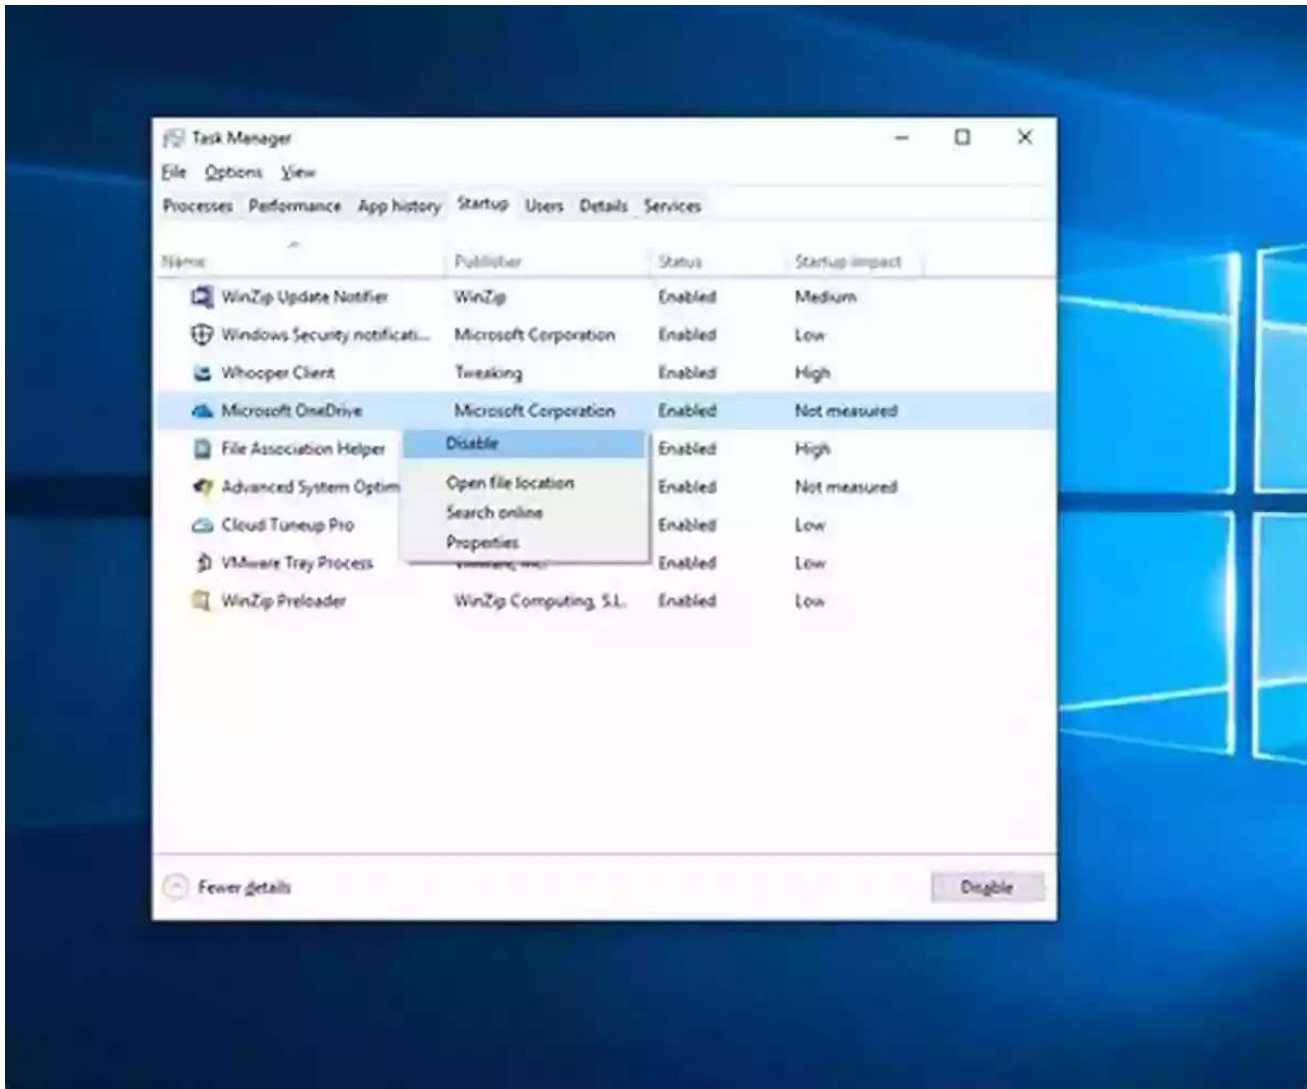 Task Manager
File Options View
Processes Performance App history Startup Users Details Services
Name Publisher Status Startup impact
WinZip Update Notifier WinZip Enabled Medium
Windows Security notificati... Microsoft Corporation Enabled Low
Whooper Client Tweaking Enabled High
Microsoft OneDrive Microsoft Corporation Enabled Not measured
Disable
File Association Helper Enabled High
Open file location
Advanced System Optim Enabled Not measured
Search online
Cloud Tuneup Pro Enabled Low
Properties
VMware Tray Process Enabled Low
WinZip Preloader WinZip Computing, S.L. Enabled Low
Fewer details Disable